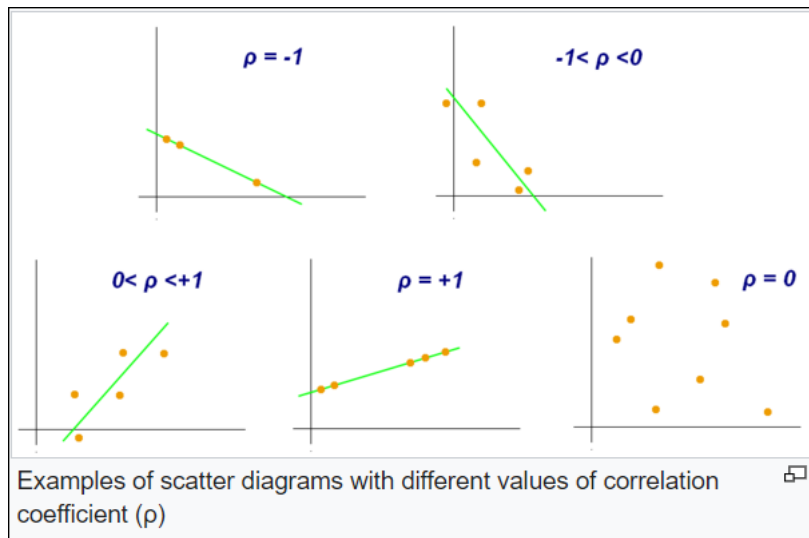 ρ = -1
-1< ρ <0
0< ρ <+1
ρ = +1
ρ = 0
Examples of scatter diagrams with different values of correlation
coefficient (ρ)